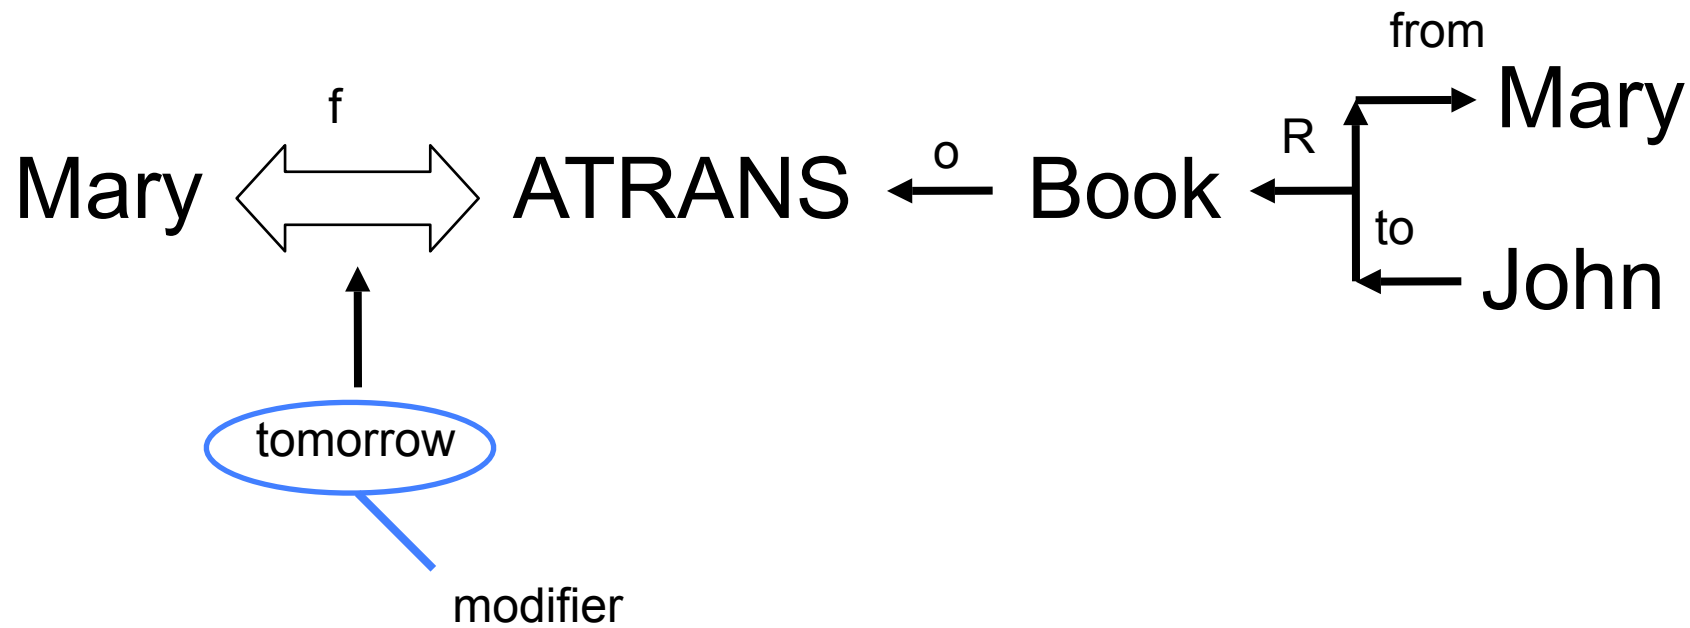 from
f
Mary
R
o
Mary ATRANS Book
to
John
tomorrow
modifier